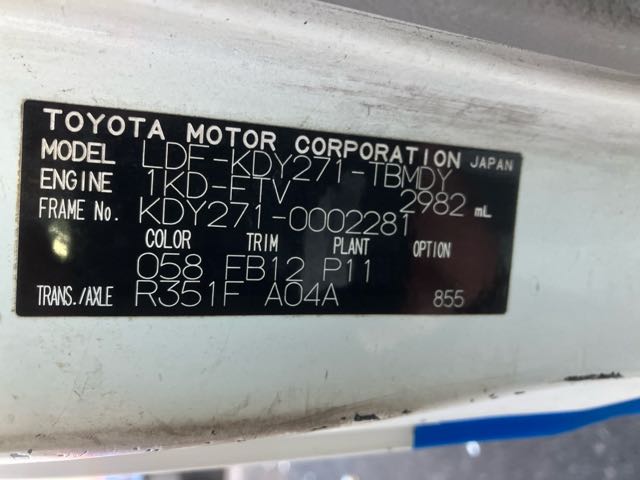 TOYOTA MOTOR CORPORATION JAPAN
MODEL LDF-KDY271-TBMDY
ENGINE 1KD-FTV 2982 mL
FRAME No. KDY271-0002281
COLOR TRIM PLANT OPTION
058 FB12 P11
TRANS./AXLE R351F A04A 855